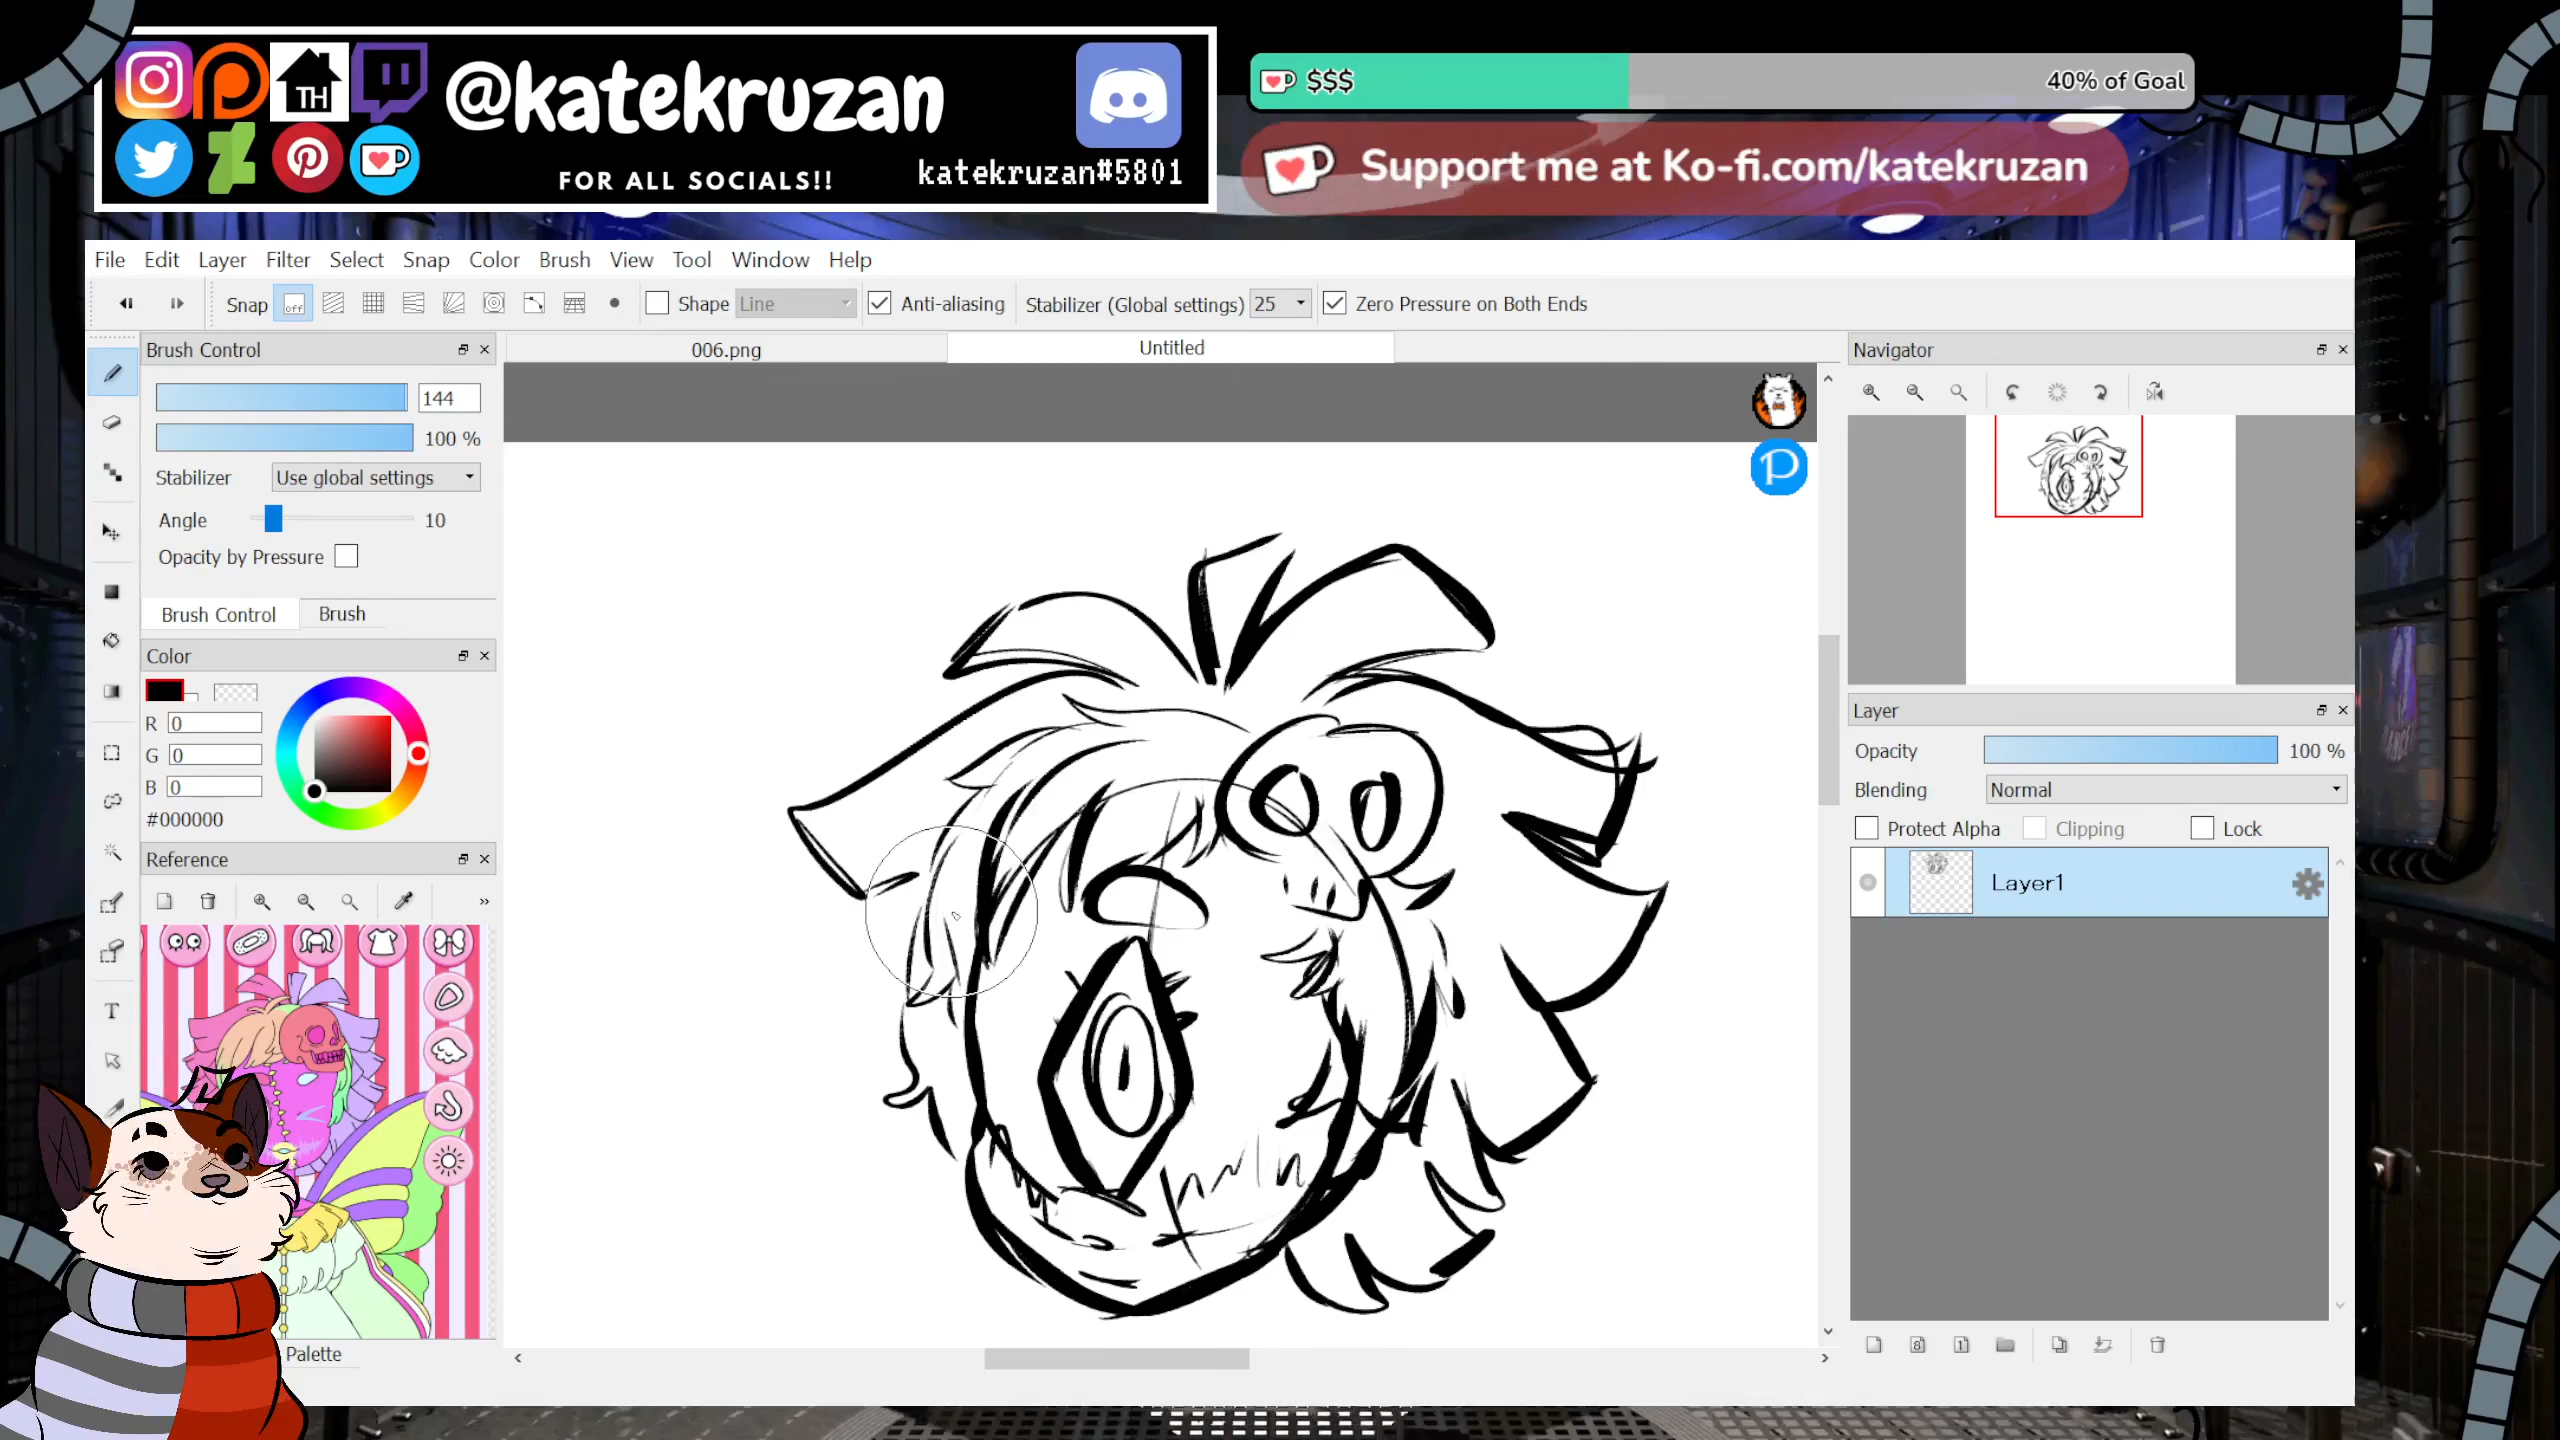 TH
@katekruzan
FOR ALL SOCIALS!!
katekruzan#5801
$$$
40% of Goal
Support me at Ko-fi.com/katekruzan
File Edit Layer Filter Select Snap Color Brush View Tool Window Help
Snap off Shape Line Anti-aliasing Stabilizer (Global settings) 25 Zero Pressure on Both Ends
Brush Control
144
100 %
Stabilizer Use global settings
Angle 10
Opacity by Pressure
Brush Control Brush
Color
R 0
G 0
B 0
#000000
Reference
»
T
Palette
006.png Untitled
P
Navigator
Layer
Opacity 100 %
Blending Normal
Protect Alpha Clipping Lock
Layer1
8 1